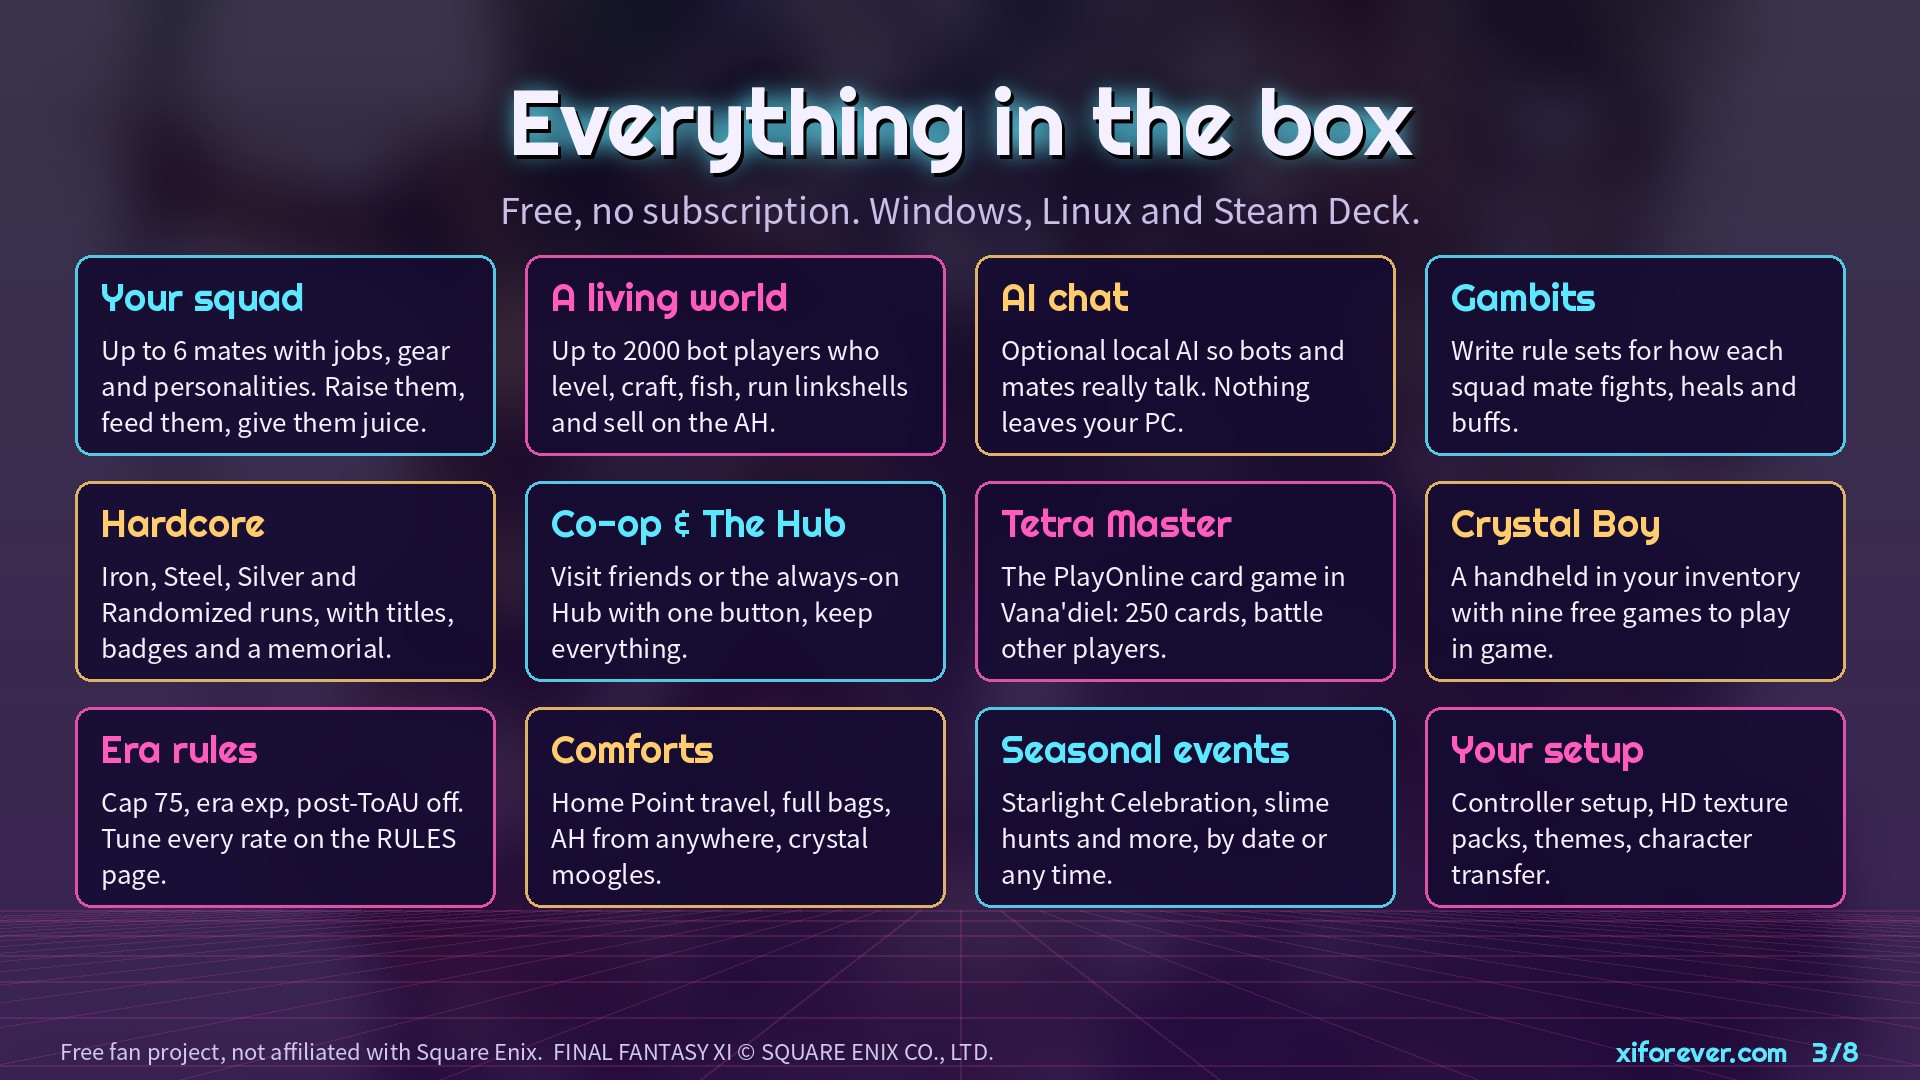 Everything in the box
Free, no subscription. Windows, Linux and Steam Deck.
Your squad
Up to 6 mates with jobs, gear
and personalities. Raise them,
feed them, give them juice.
A living world
Up to 2000 bot players who
level, craft, fish, run linkshells
and sell on the AH.
AI chat
Optional local AI so bots and
mates really talk. Nothing
leaves your PC.
Gambits
Write rule sets for how each
squad mate fights, heals and
buffs.
Hardcore
Iron, Steel, Silver and
Randomized runs, with titles,
badges and a memorial.
Co-op & The Hub
Visit friends or the always-on
Hub with one button, keep
everything.
Tetra Master
The PlayOnline card game in
Vana'diel: 250 cards, battle
other players.
Crystal Boy
A handheld in your inventory
with nine free games to play
in game.
Era rules
Cap 75, era exp, post-ToAU off.
Tune every rate on the RULES
page.
Comforts
Home Point travel, full bags,
AH from anywhere, crystal
moogles.
Seasonal events
Starlight Celebration, slime
hunts and more, by date or
any time.
Your setup
Controller setup, HD texture
packs, themes, character
transfer.
Free fan project, not affiliated with Square Enix. FINAL FANTASY XI © SQUARE ENIX CO., LTD.
xiforever.com 3/8